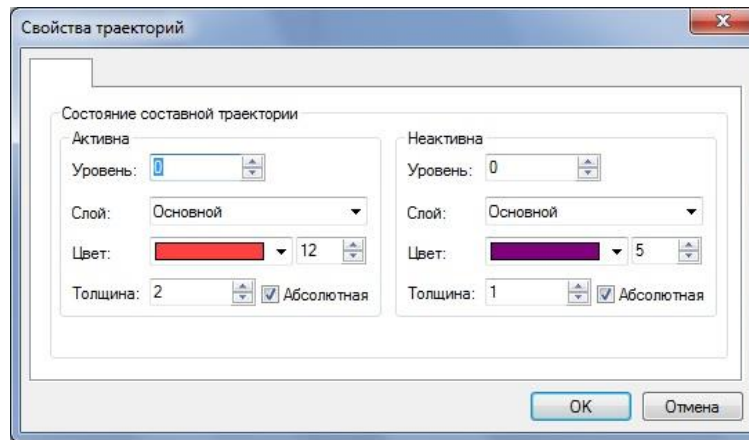 Свойства траекторий
Состояние составной траектории
Активна
Уровень: 0
Слой: Основной
Цвет: 12
Толщина: 2 Абсолютная
Неактивна
Уровень: 0
Слой: Основной
Цвет: 5
Толщина: 1 Абсолютная
OK Отмена